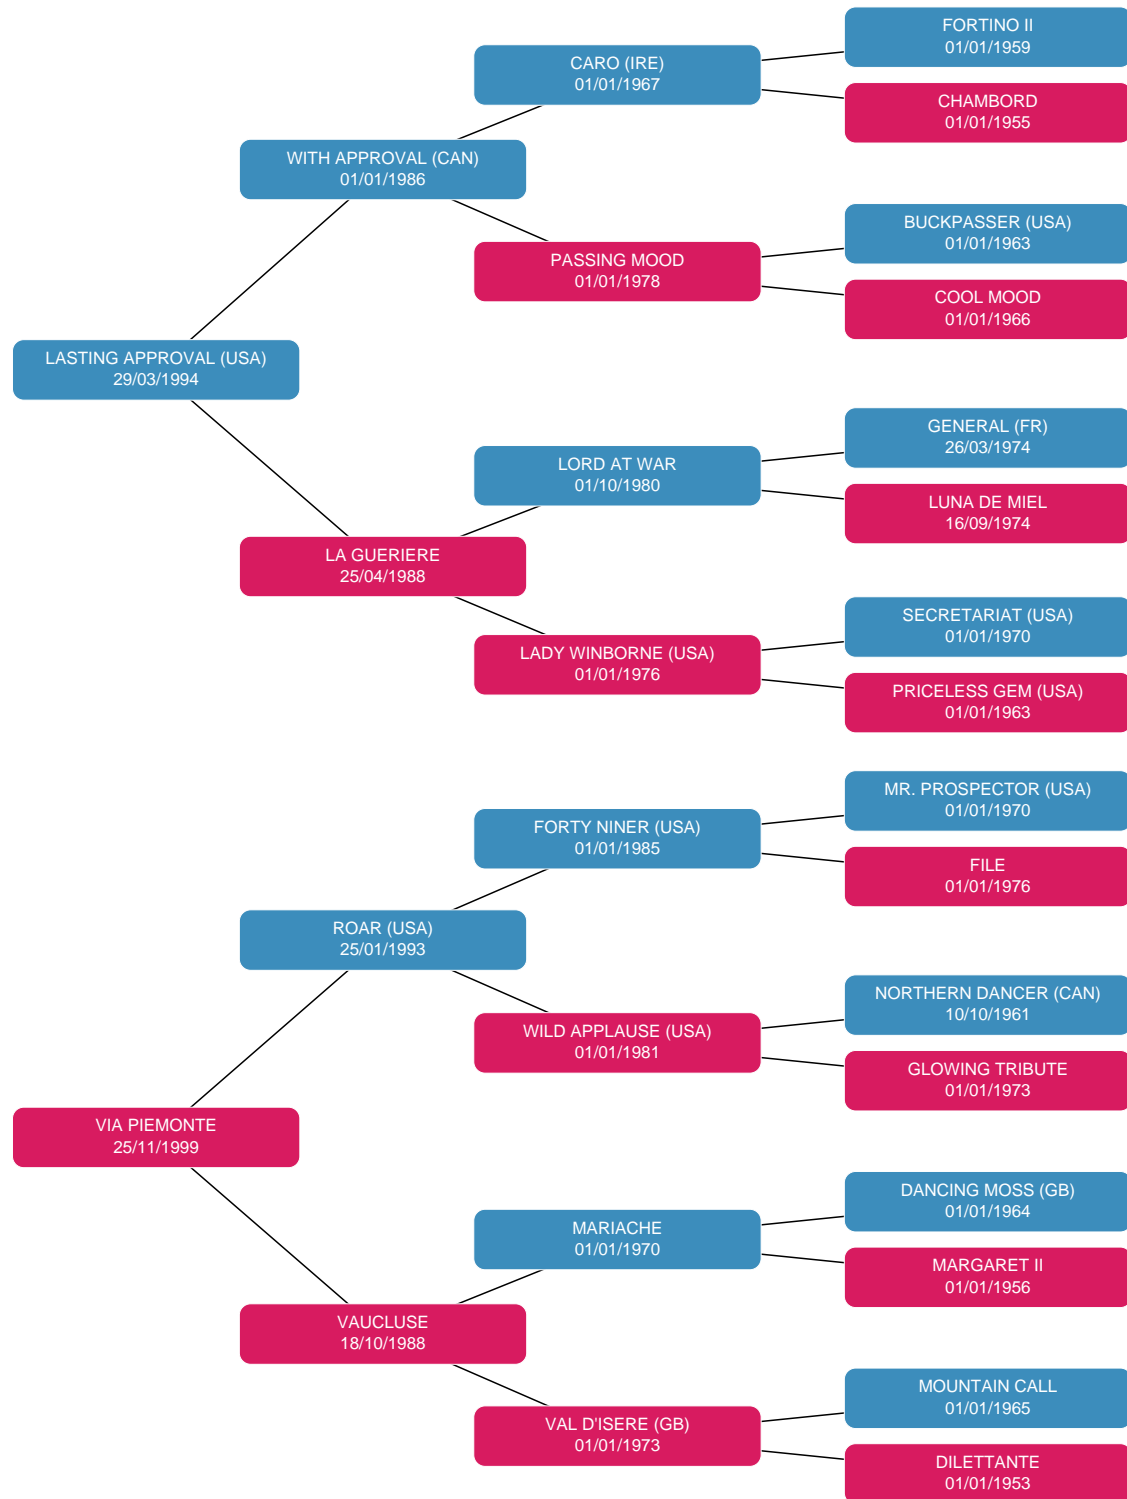 FORTINO II
01/01/1959
CARO (IRE)
01/01/1967
CHAMBORD
01/01/1955
WITH APPROVAL (CAN)
01/01/1986
BUCKPASSER (USA)
01/01/1963
PASSING MOOD
01/01/1978
COOL MOOD
01/01/1966
LASTING APPROVAL (USA)
29/03/1994
GENERAL (FR)
26/03/1974
LORD AT WAR
01/10/1980
LUNA DE MIEL
16/09/1974
LA GUERIERE
25/04/1988
SECRETARIAT (USA)
01/01/1970
LADY WINBORNE (USA)
01/01/1976
PRICELESS GEM (USA)
01/01/1963
MR. PROSPECTOR (USA)
01/01/1970
FORTY NINER (USA)
01/01/1985
FILE
01/01/1976
ROAR (USA)
25/01/1993
NORTHERN DANCER (CAN)
10/10/1961
WILD APPLAUSE (USA)
01/01/1981
GLOWING TRIBUTE
01/01/1973
VIA PIEMONTE
25/11/1999
DANCING MOSS (GB)
01/01/1964
MARIACHE
01/01/1970
MARGARET II
01/01/1956
VAUCLUSE
18/10/1988
MOUNTAIN CALL
01/01/1965
VAL D'ISERE (GB)
01/01/1973
DILETTANTE
01/01/1953